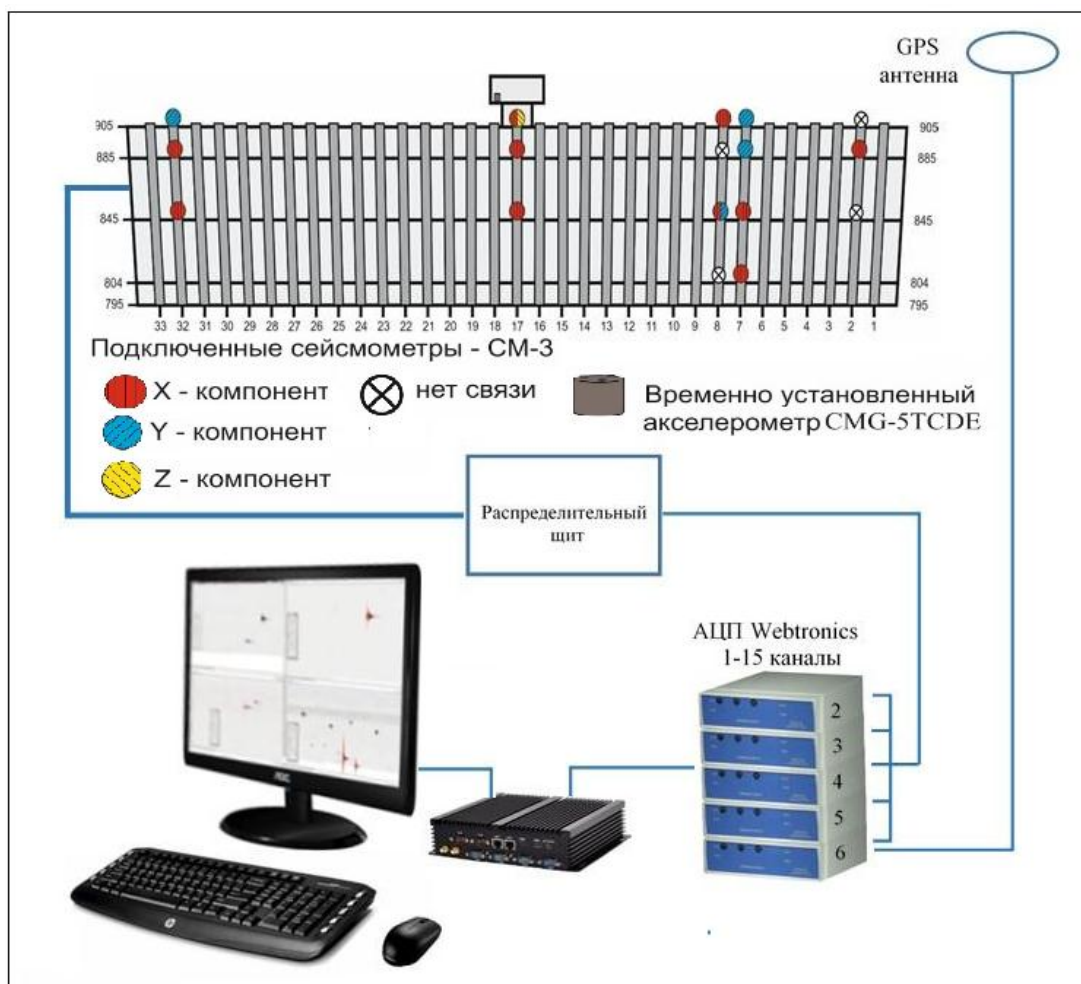 GPS
антенна
905
885
845
804
795
905
885
845
804
795
33 32 31 30 29 28 27 26 25 24 23 22 21 20 19 18 17 16 15 14 13 12 11 10 9 8 7 6 5 4 3 2 1
Подключенные сейсмометры - СМ-3
X - компонент
нет связи
Временно установленный
акселерометр CMG-5TCDE
Y - компонент
Z - компонент
Распределительный
щит
АЦП Webtronics
1-15 каналы
2
3
4
5
6